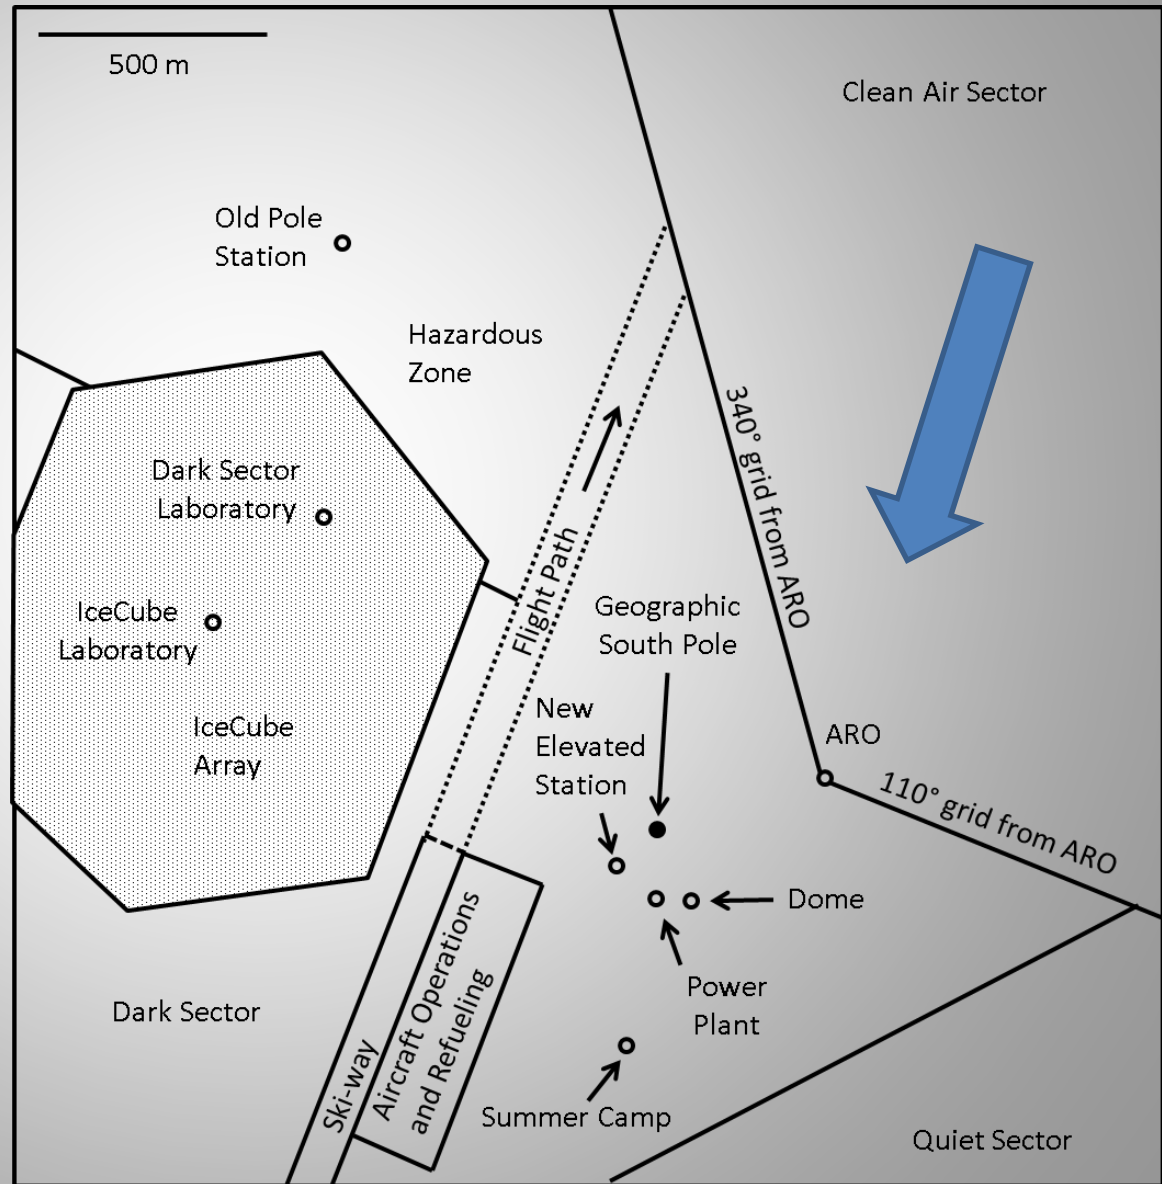 500 m
Clean Air Sector
Old Pole
Station
Hazardous
Zone
340° grid from ARO
Dark Sector
Laboratory
Flight Path
IceCube
Laboratory
Geographic
South Pole
IceCube
Array
New
Elevated
Station
ARO
110° grid from ARO
Dome
Aircraft Operations
and Refueling
Power
Plant
Dark Sector
Ski-way
Summer Camp
Quiet Sector